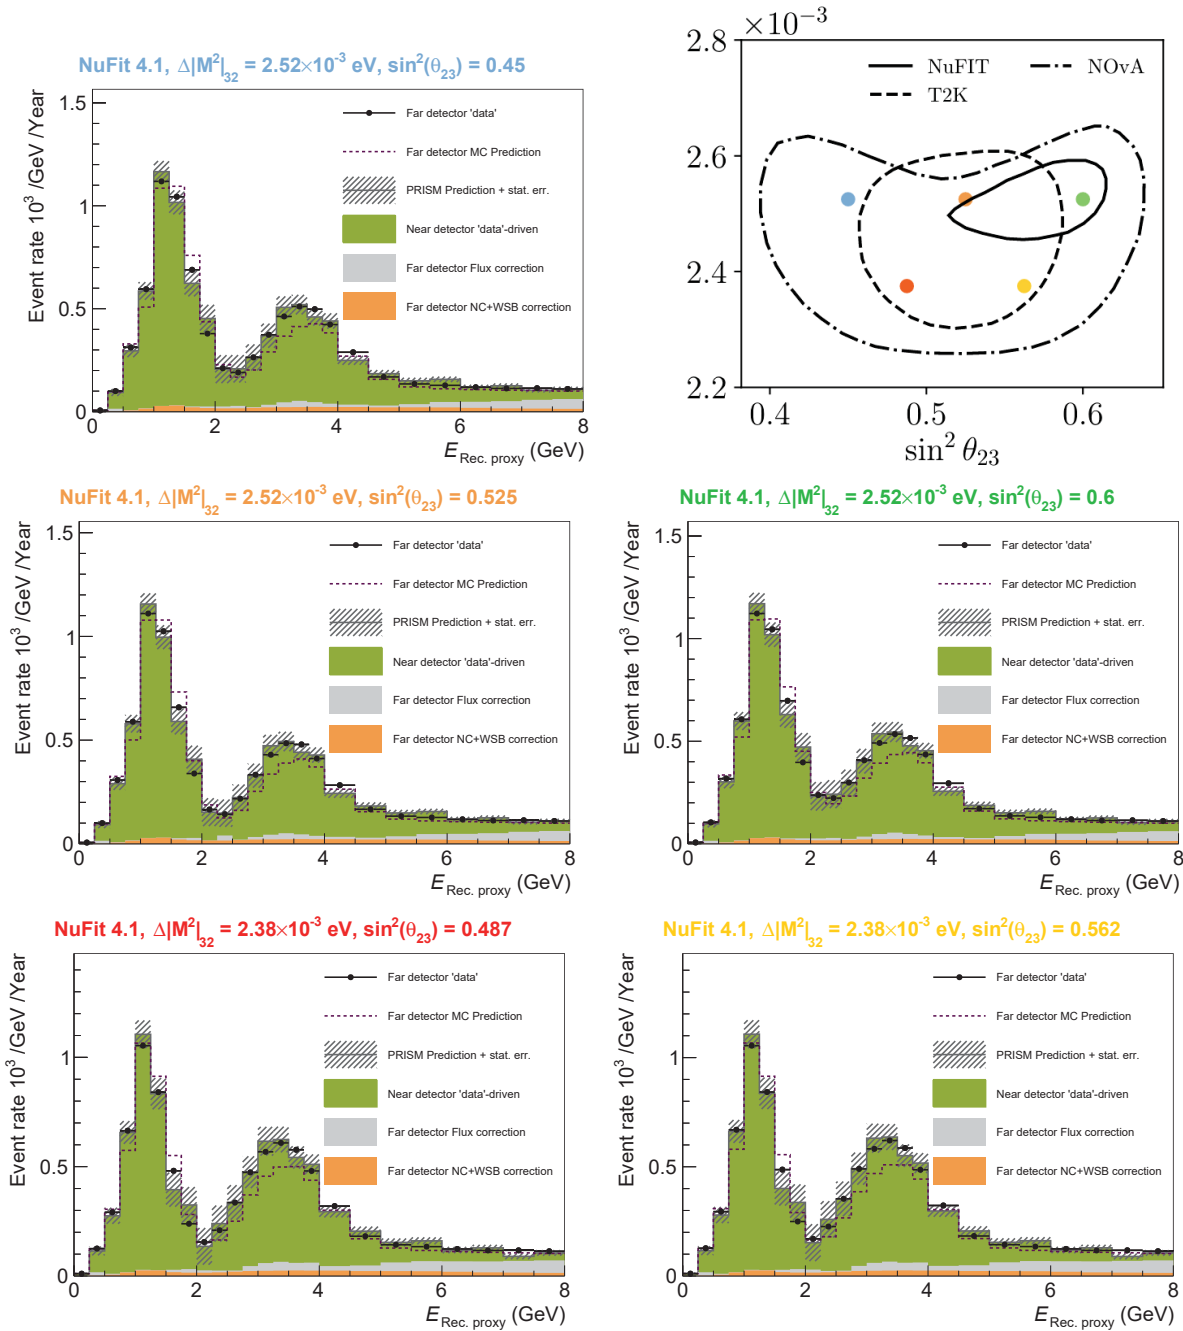 NuFit 4.1, Δ|M²|₃₂ = 2.52×10⁻³ eV, sin²(θ₂₃) = 0.45
Event rate 10³ /GeV /Year
1.5
1
0.5
0
Far detector 'data'
Far detector MC Prediction
PRISM Prediction + stat. err.
Near detector 'data'-driven
Far detector Flux correction
Far detector NC+WSB correction
0 2 4 6 8
E Rec. proxy (GeV)
×10⁻³
2.8
2.6
2.4
2.2
NuFIT
T2K
NOvA
0.4 0.5 0.6
sin² θ₂₃
NuFit 4.1, Δ|M²|₃₂ = 2.52×10⁻³ eV, sin²(θ₂₃) = 0.525
Event rate 10³ /GeV /Year
1.5
1
0.5
0
Far detector 'data'
Far detector MC Prediction
PRISM Prediction + stat. err.
Near detector 'data'-driven
Far detector Flux correction
Far detector NC+WSB correction
0 2 4 6 8
E Rec. proxy (GeV)
NuFit 4.1, Δ|M²|₃₂ = 2.52×10⁻³ eV, sin²(θ₂₃) = 0.6
Event rate 10³ /GeV /Year
1.5
1
0.5
0
Far detector 'data'
Far detector MC Prediction
PRISM Prediction + stat. err.
Near detector 'data'-driven
Far detector Flux correction
Far detector NC+WSB correction
0 2 4 6 8
E Rec. proxy (GeV)
NuFit 4.1, Δ|M²|₃₂ = 2.38×10⁻³ eV, sin²(θ₂₃) = 0.487
Event rate 10³ /GeV /Year
1
0.5
0
Far detector 'data'
Far detector MC Prediction
PRISM Prediction + stat. err.
Near detector 'data'-driven
Far detector Flux correction
Far detector NC+WSB correction
0 2 4 6 8
E Rec. proxy (GeV)
NuFit 4.1, Δ|M²|₃₂ = 2.38×10⁻³ eV, sin²(θ₂₃) = 0.562
Event rate 10³ /GeV /Year
1
0.5
0
Far detector 'data'
Far detector MC Prediction
PRISM Prediction + stat. err.
Near detector 'data'-driven
Far detector Flux correction
Far detector NC+WSB correction
0 2 4 6 8
E Rec. proxy (GeV)